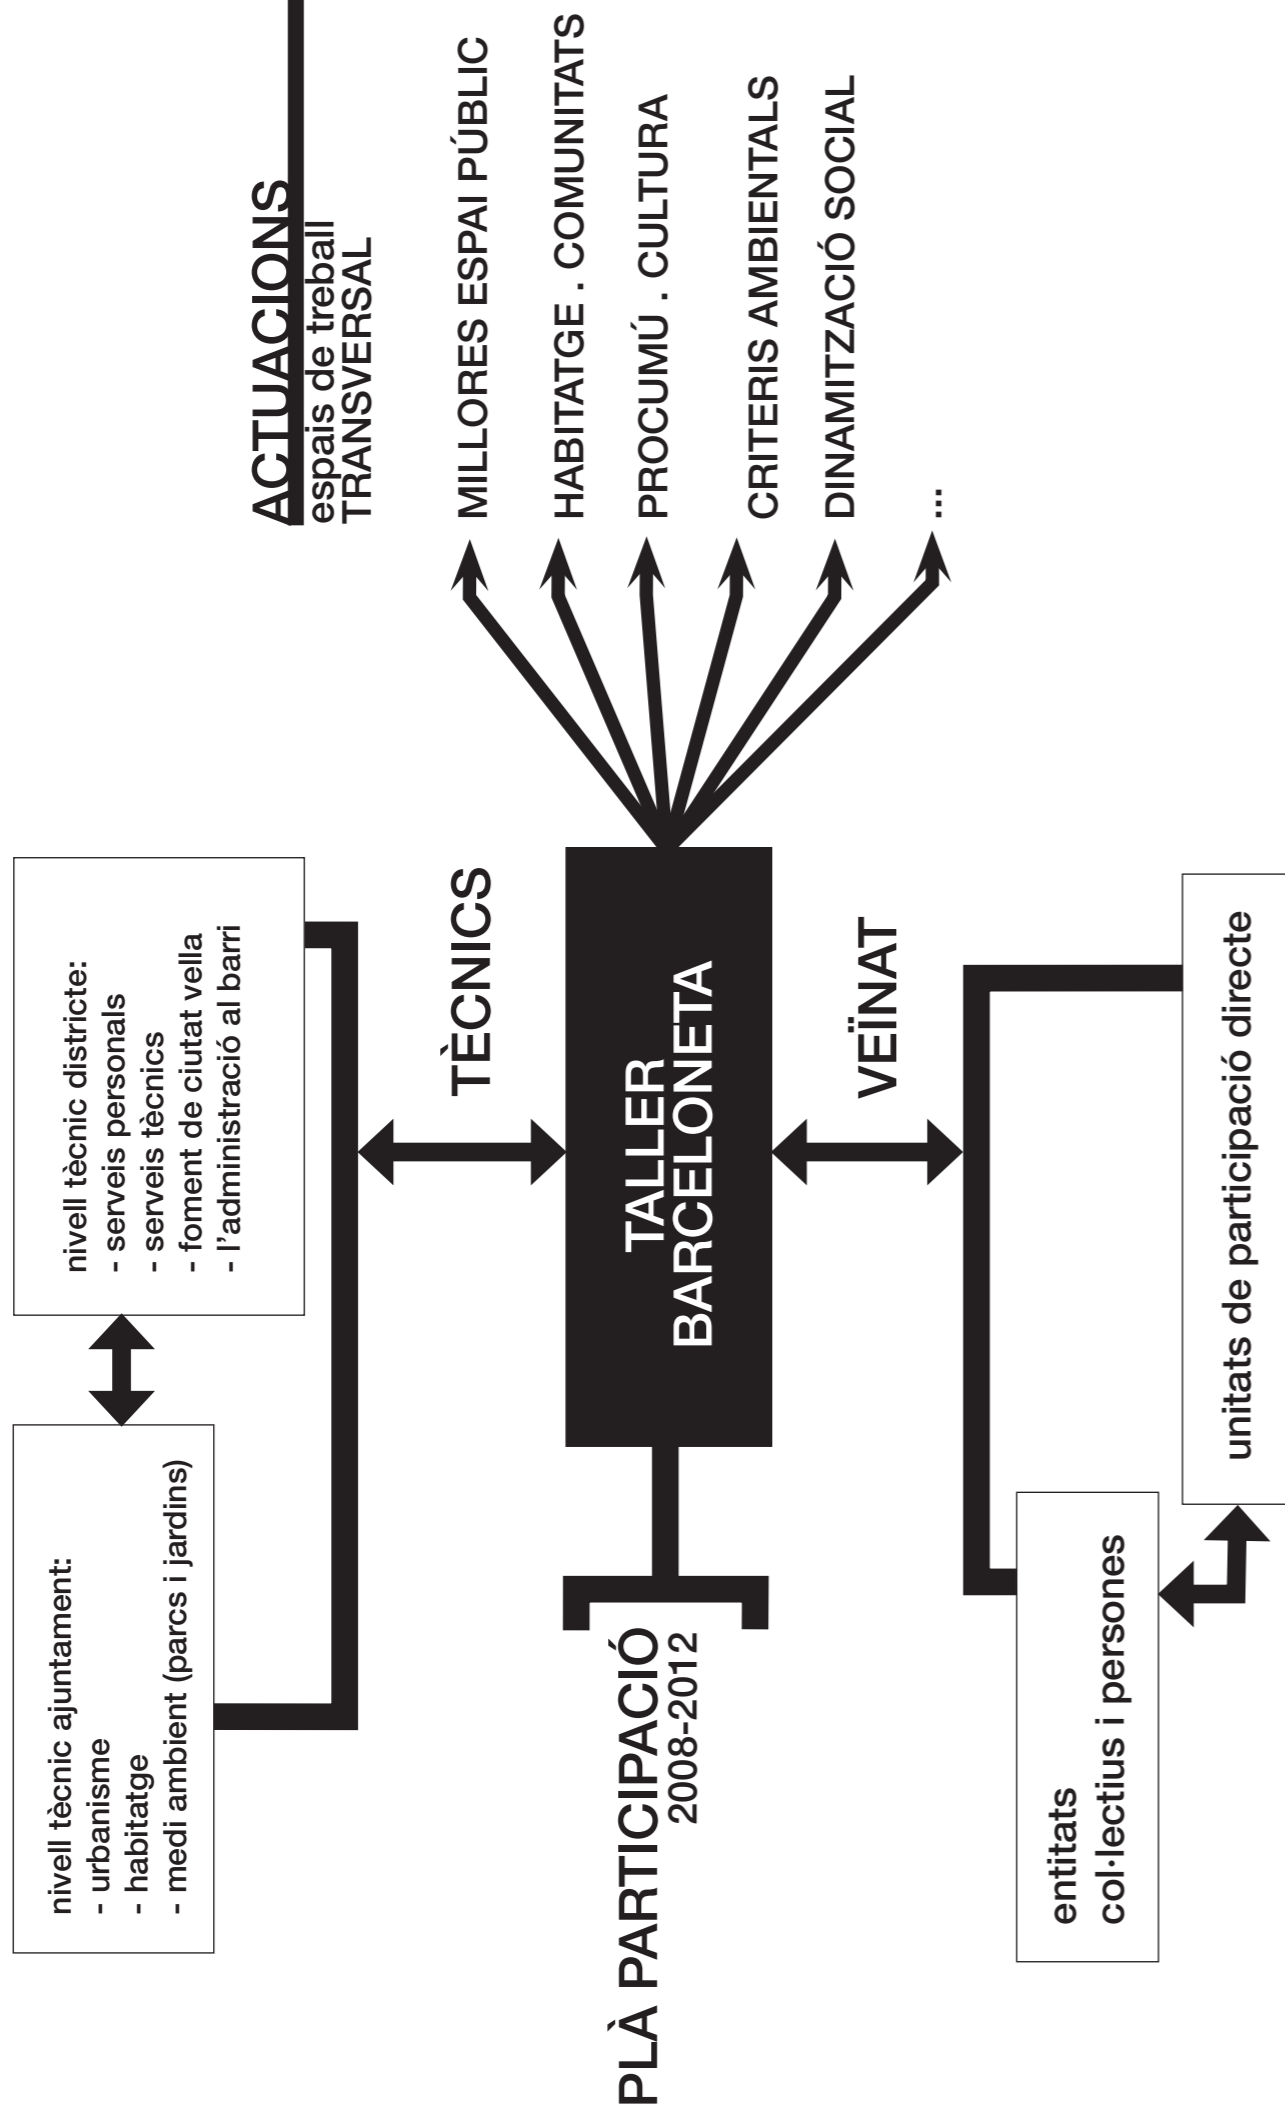 nivell tècnic ajuntament:
- urbanisme
- habitatge
- medi ambient (parcs i jardins)
nivell tècnic districte:
- serveis personals
- serveis tècnics
- foment de ciutat vella
- l'administració al barri
ACTUACIONS
espais de treball
TRANSVERSAL
TÈCNICS
PLÀ PARTICIPACIÓ
2008-2012
TALLER
BARCELONETA
MILLORES ESPAI PÚBLIC
HABITATGE . COMUNITATS
PROCUMÚ . CULTURA
CRITERIS AMBIENTALS
DINAMITZACIÓ SOCIAL
...
VEÏNAT
entitats
col·lectius i persones
unitats de participació directe